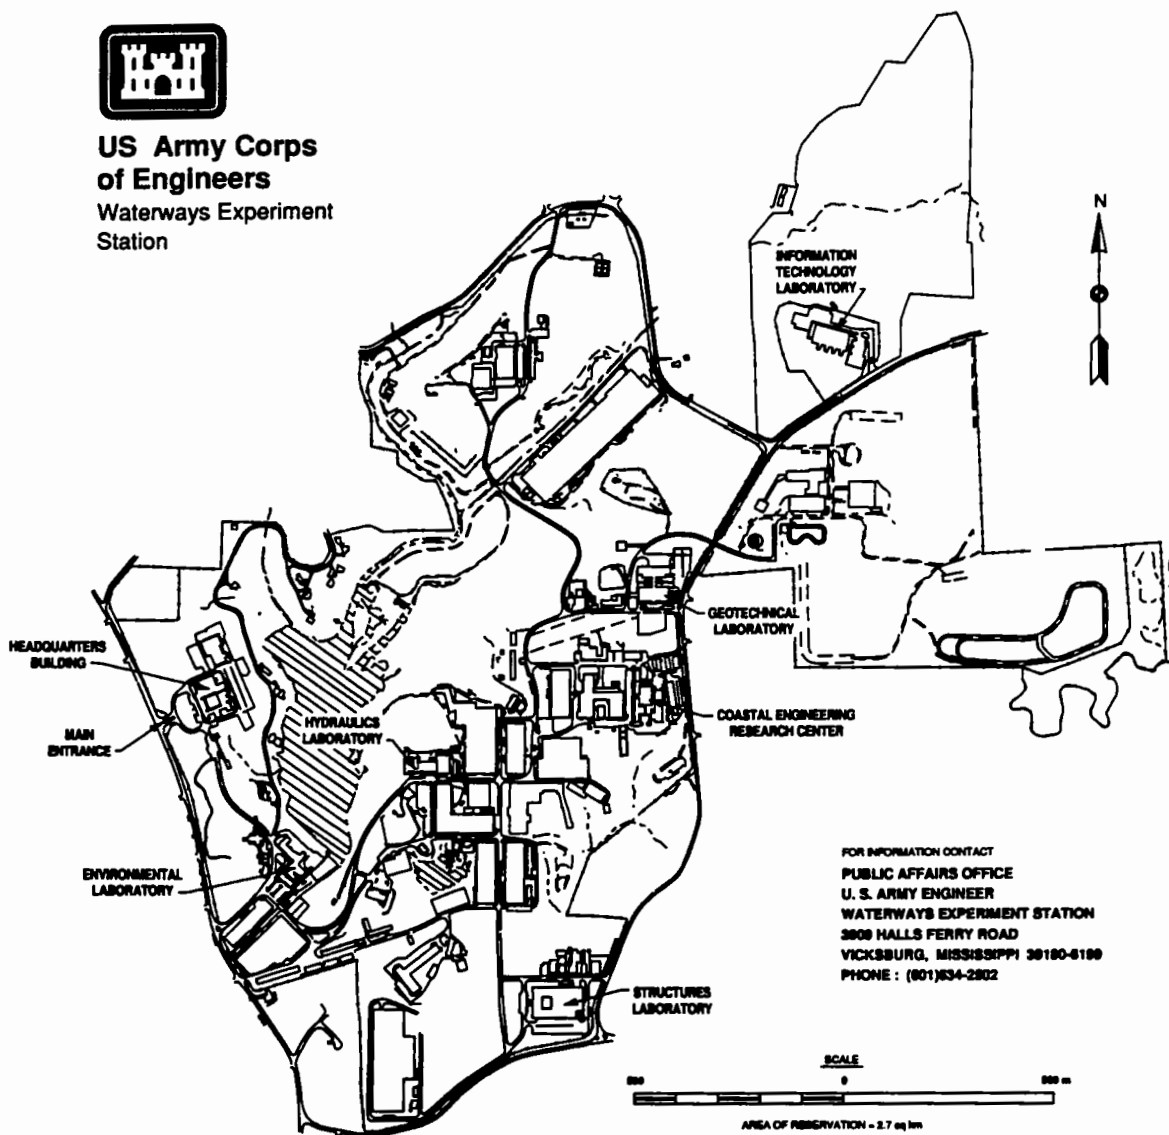 US Army Corps
of Engineers
Waterways Experiment
Station
N
INFORMATION
TECHNOLOGY
LABORATORY
GEOTECHNICAL
LABORATORY
HEADQUARTERS
BUILDING
MAIN
ENTRANCE
HYDRAULICS
LABORATORY
COASTAL ENGINEERING
RESEARCH CENTER
ENVIRONMENTAL
LABORATORY
STRUCTURES
LABORATORY
FOR INFORMATION CONTACT
PUBLIC AFFAIRS OFFICE
U. S. ARMY ENGINEER
WATERWAYS EXPERIMENT STATION
3909 HALLS FERRY ROAD
VICKSBURG, MISSISSIPPI 39180-6199
PHONE : (601)634-2502
SCALE
500 0 500 m
AREA OF RESERVATION - 2.7 sq km